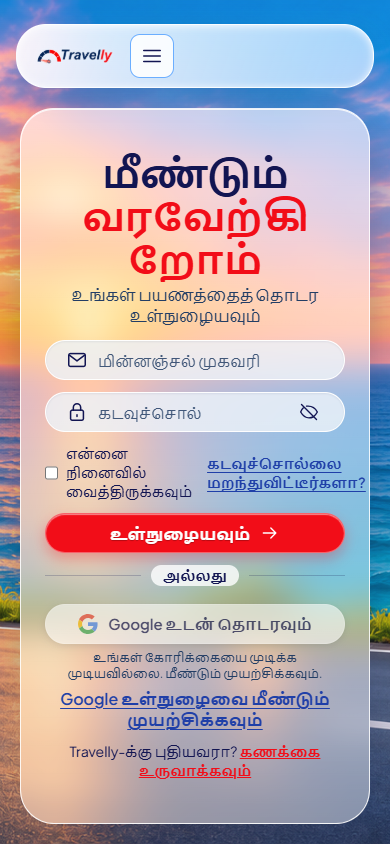 Travelly
மீண்டும்
வரவேற்கி
றோம்
உங்கள் பயணத்தைத் தொடர
உள்நுழையவும்
மின்னஞ்சல் முகவரி
கடவுச்சொல்
என்னை
நினைவில்
வைத்திருக்கவும்
கடவுச்சொல்லை
மறந்துவிட்டீர்களா?
உள்நுழையவும் →
அல்லது
Google உடன் தொடரவும்
உங்கள் கோரிக்கையை முடிக்க
முடியவில்லை. மீண்டும் முயற்சிக்கவும்.
Google உள்நுழைவை மீண்டும்
முயற்சிக்கவும்
Travelly-க்கு புதியவரா? கணக்கை
உருவாக்கவும்